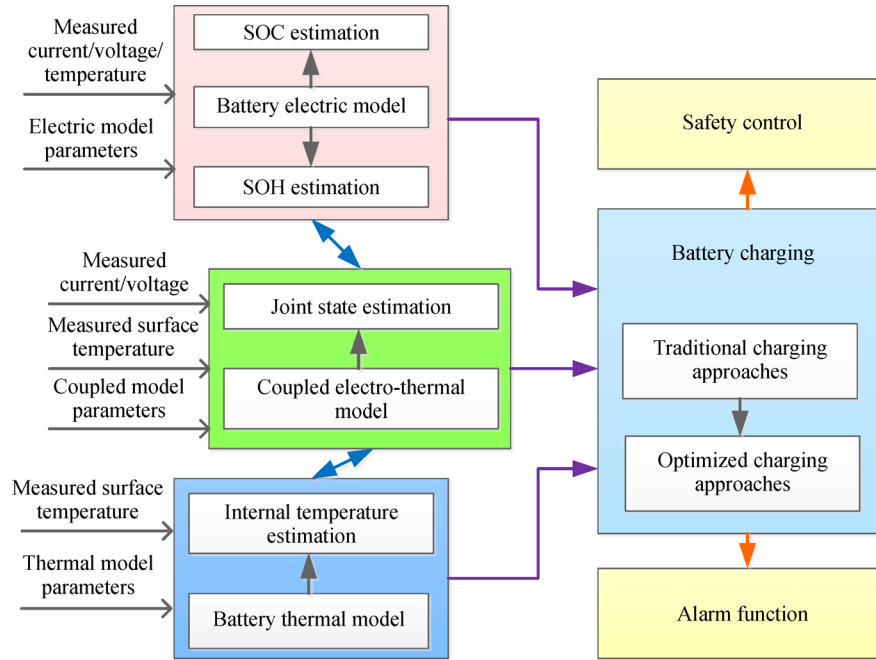 Measured
current/voltage/
temperature
Electric model
parameters
SOC estimation
Battery electric model
SOH estimation
Measured
current/voltage
Measured surface
temperature
Coupled model
parameters
Joint state estimation
Coupled electro-thermal
model
Measured surface
temperature
Thermal model
parameters
Internal temperature
estimation
Battery thermal model
Safety control
Battery charging
Traditional charging
approaches
Optimized charging
approaches
Alarm function